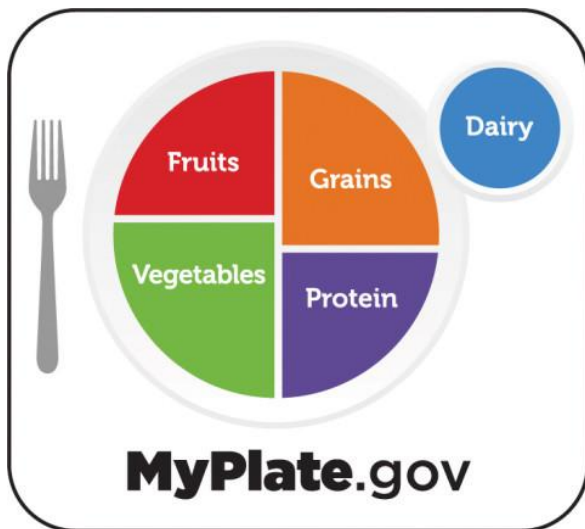 Dairy
Fruits
Grains
Vegetables
Protein
MyPlate.gov